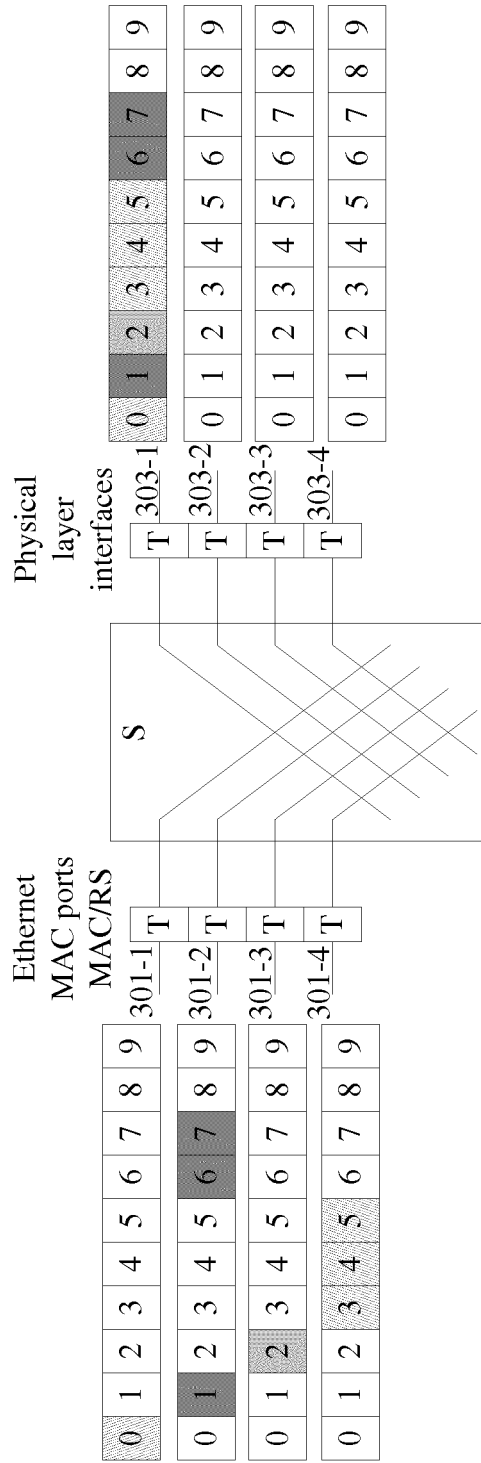 Ethernet
MAC ports
MAC/RS
Physical
layer
interfaces
0 1 2 3 4 5 6 7 8 9
301-1
T
S
T
303-1
0 1 2 3 4 5 6 7 8 9
0 1 2 3 4 5 6 7 8 9
301-2
T
T
303-2
0 1 2 3 4 5 6 7 8 9
0 1 2 3 4 5 6 7 8 9
301-3
T
T
303-3
0 1 2 3 4 5 6 7 8 9
0 1 2 3 4 5 6 7 8 9
301-4
T
T
303-4
0 1 2 3 4 5 6 7 8 9